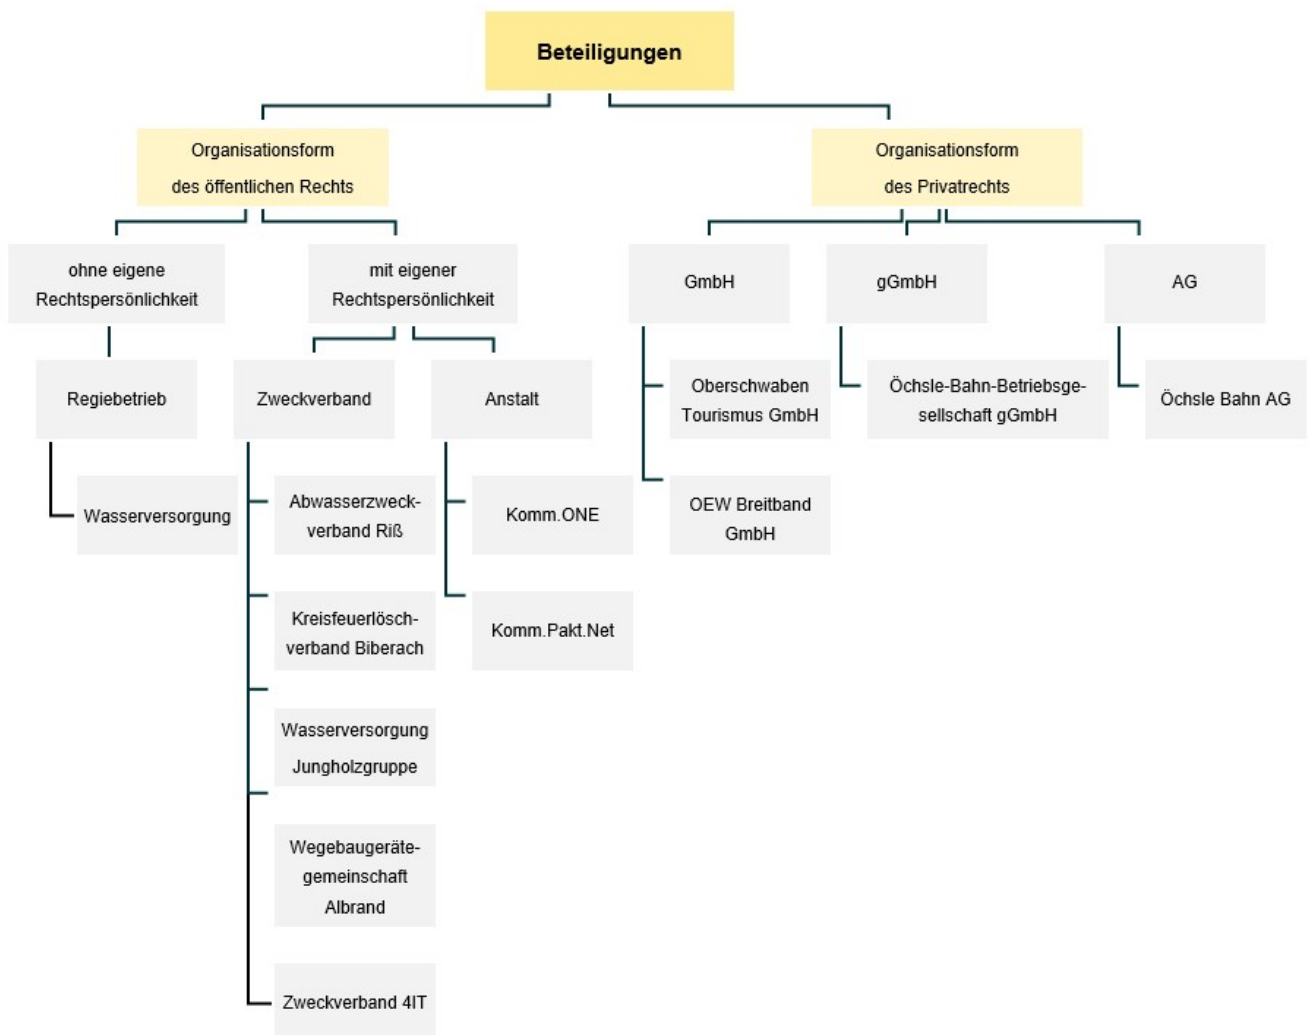 Beteiligungen
Organisationsform
des öffentlichen Rechts
Organisationsform
des Privatrechts
ohne eigene
Rechtspersönlichkeit
mit eigener
Rechtspersönlichkeit
GmbH
gGmbH
AG
Regiebetrieb
Zweckverband
Anstalt
Oberschwaben
Tourismus GmbH
Öchsle-Bahn-Betriebsge-
sellschaft gGmbH
Öchsle Bahn AG
Wasserversorgung
Abwasserzweck-
verband Riß
Komm.ONE
OEW Breitband
GmbH
Kreisfeuerlösch-
verband Biberach
Komm.Pakt.Net
Wasserversorgung
Jungholzgruppe
Wegebaugeräte-
gemeinschaft
Albrand
Zweckverband 4IT